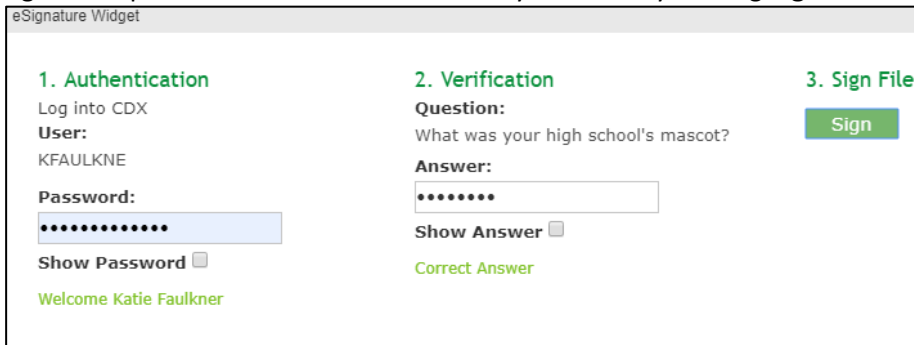 eSignature Widget
1. Authentication
Log into CDX
User:
KFAULKNE
Password:
•••••••••••••
Show Password
Welcome Katie Faulkner
2. Verification
Question:
What was your high school's mascot?
Answer:
••••••••
Show Answer
Correct Answer
3. Sign File
Sign